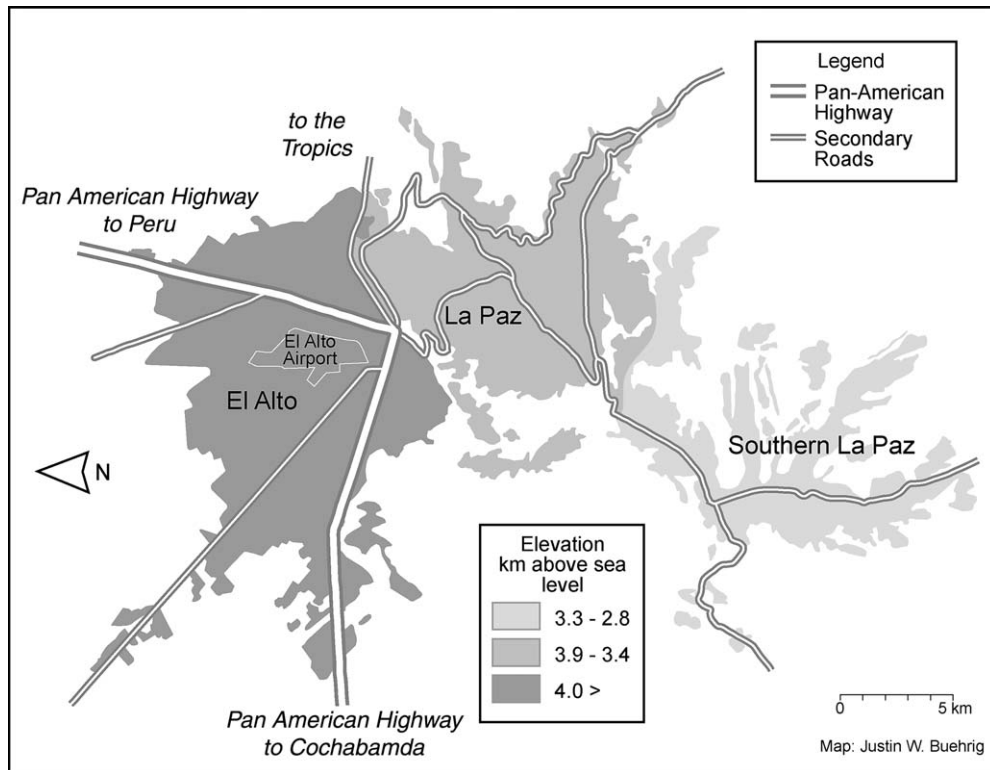 Legend
Pan-American
Highway
Secondary
Roads
to the
Tropics
Pan American Highway
to Peru
La Paz
El Alto
Airport
El Alto
N
Southern La Paz
Elevation
km above sea
level
3.3 - 2.8
3.9 - 3.4
4.0 >
0 5 km
Pan American Highway
to Cochabamda
Map: Justin W. Buehrig